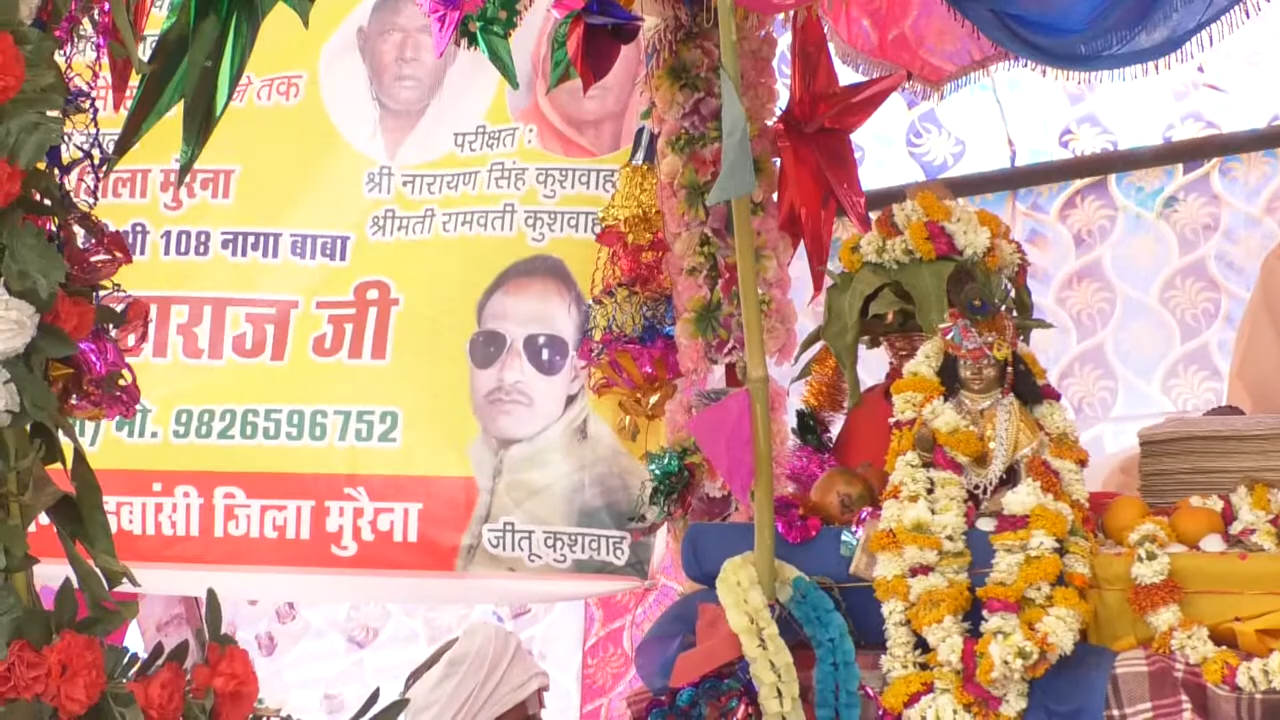 जे तक
परीक्षत :
श्री नारायण सिंह कुशवाह
श्रीमती रामवती कुशवाह
जिला मुरैना
श्री 108 नागा बाबा
जी
मो. 9826596752
जिला मुरैना
जीतू कुशवाह